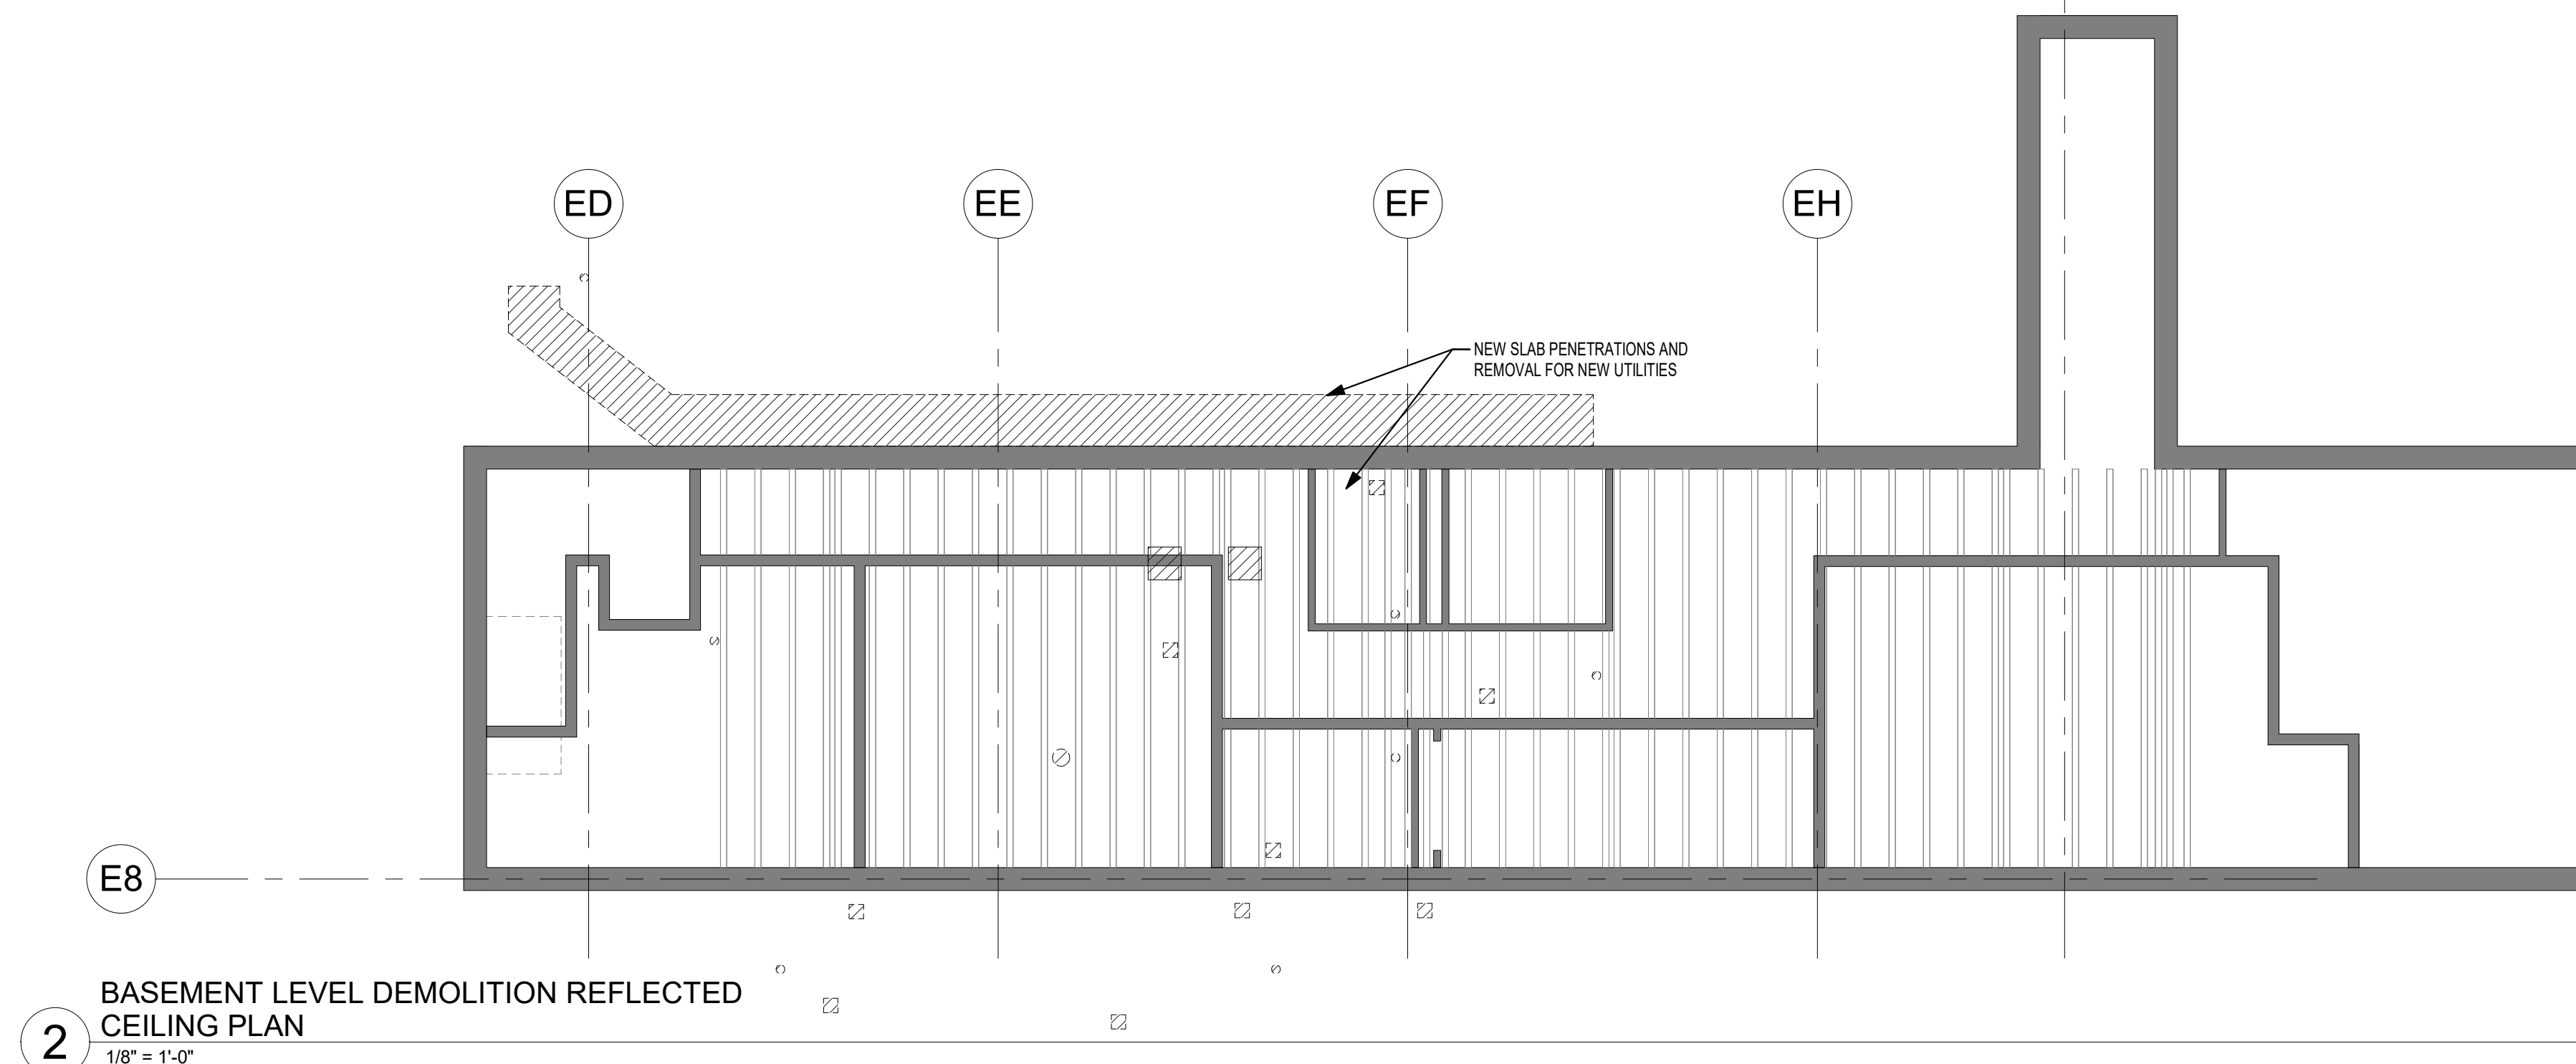 ED
EE
EF
EH
NEW SLAB PENETRATIONS AND
REMOVAL FOR NEW UTILITIES
E8
BASEMENT LEVEL DEMOLITION REFLECTED
CEILING PLAN
2
1/8" = 1'-0"